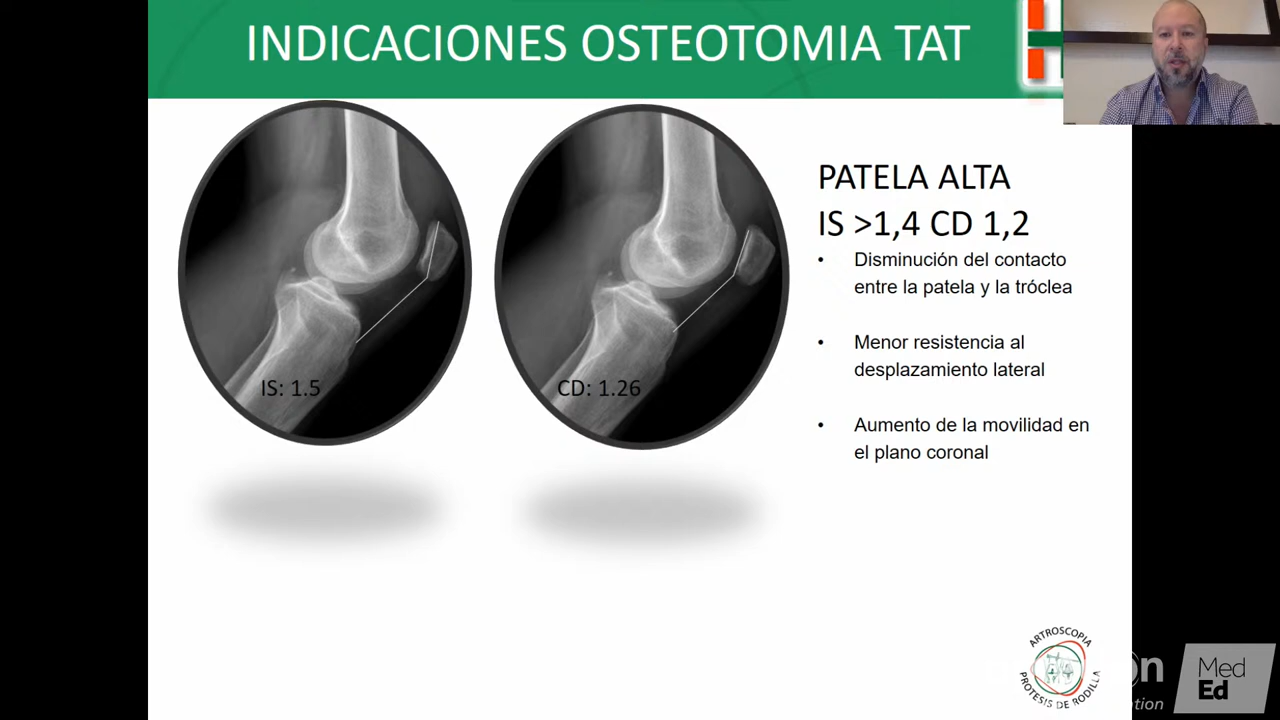 INDICACIONES OSTEOTOMIA TAT
H
PATELA ALTA
IS >1,4 CD 1,2
• Disminución del contacto
entre la patela y la tróclea
• Menor resistencia al
desplazamiento lateral
• Aumento de la movilidad en
el plano coronal
IS: 1.5
CD: 1.26
ARTROSCOPIA
PROTESIS DE RODILLA
Med
Ed